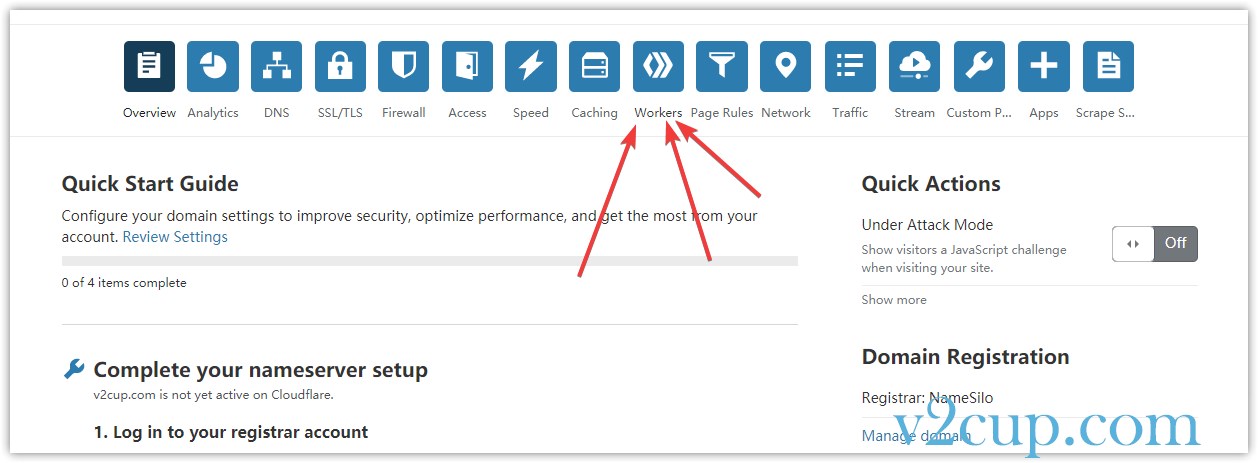 Overview Analytics DNS SSL/TLS Firewall Access Speed Caching Workers Page Rules Network Traffic Stream Custom P... Apps Scrape S...
Quick Start Guide
Configure your domain settings to improve security, optimize performance, and get the most from your
account. Review Settings
0 of 4 items complete
Complete your nameserver setup
v2cup.com is not yet active on Cloudflare.
1. Log in to your registrar account
Quick Actions
Under Attack Mode
Show visitors a JavaScript challenge
when visiting your site.
Off
Show more
Domain Registration
Registrar: NameSilo
Manage domain
v2cup.com